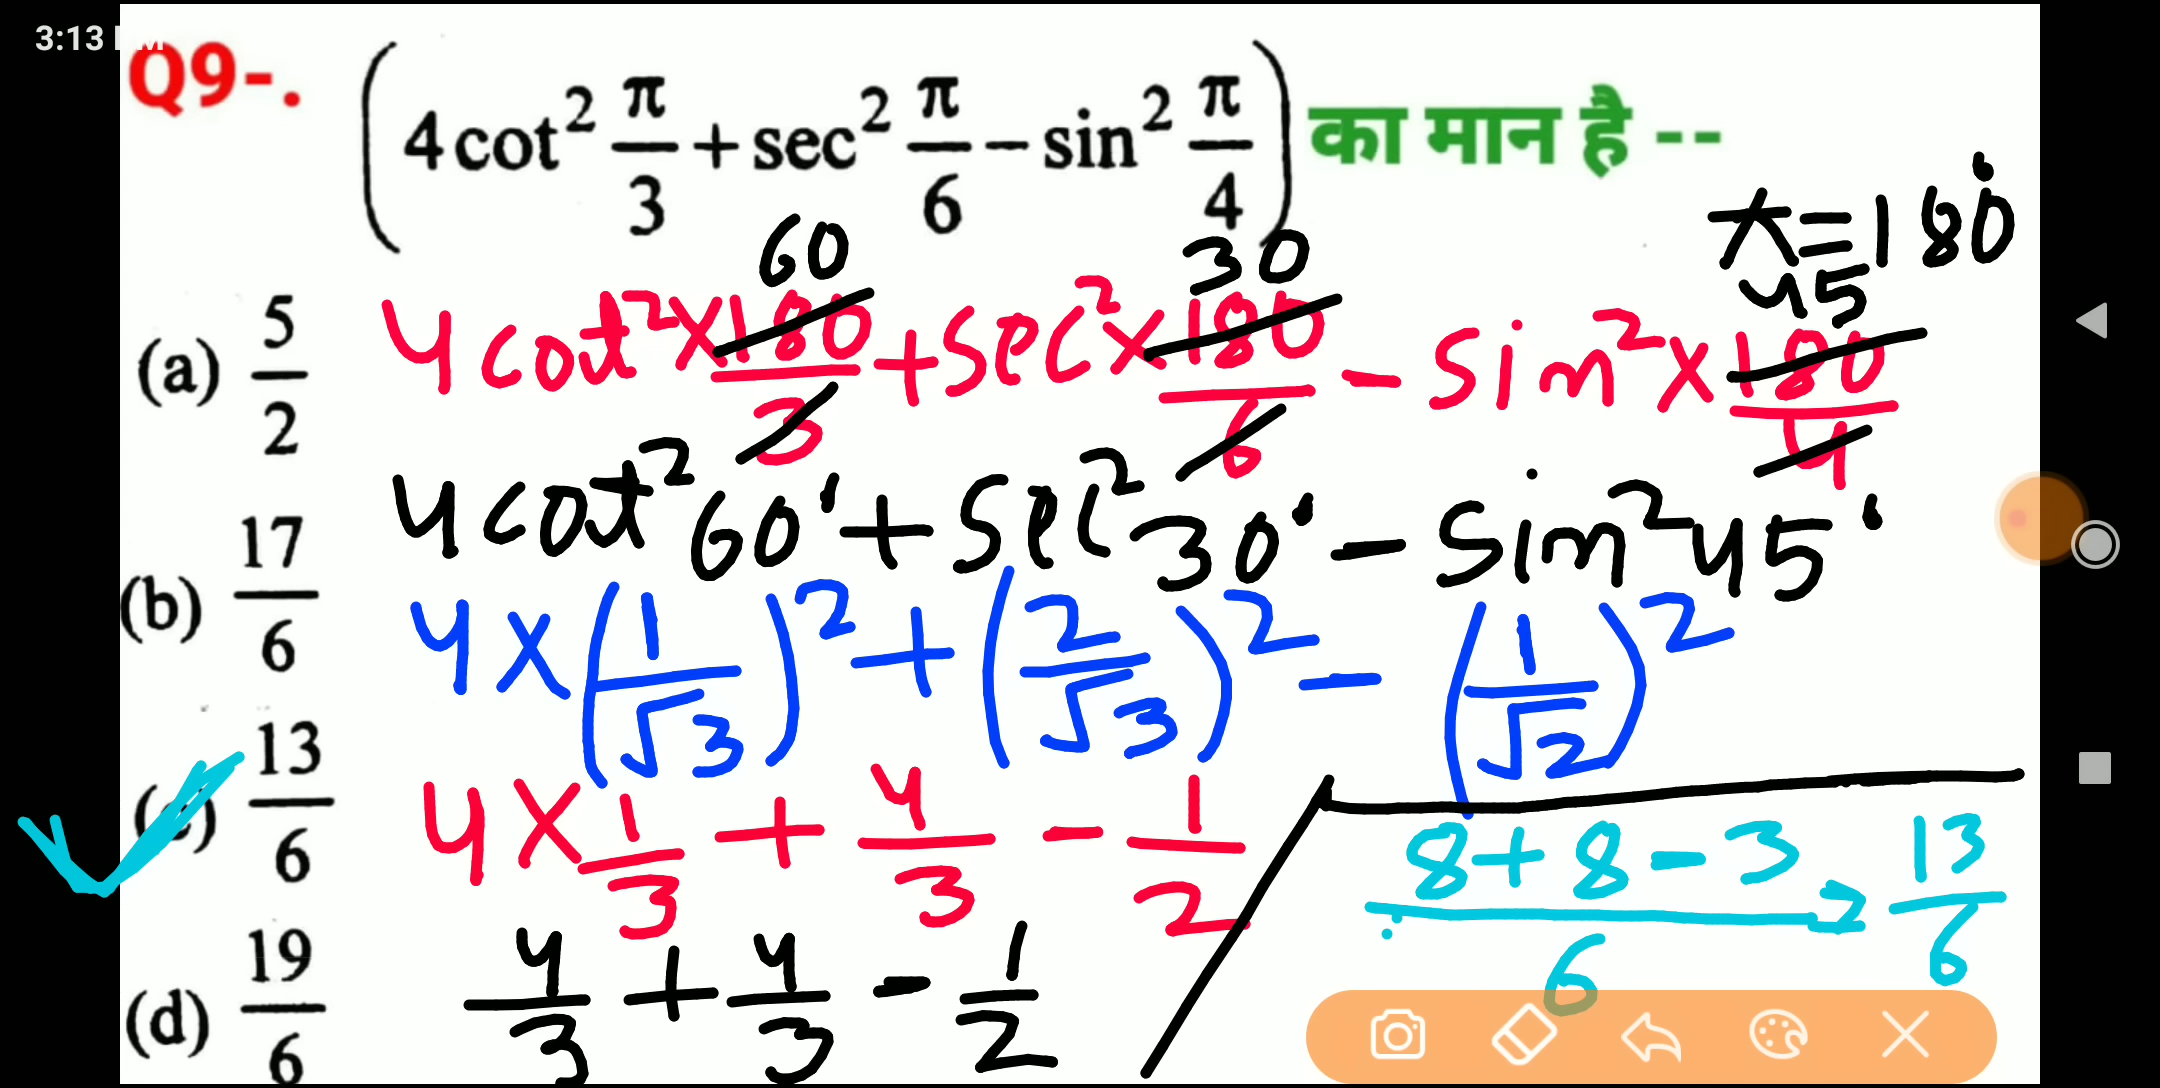 3:13 PM
Q9-. (4 cot² π/3 + sec² π/6 − sin² π/4) का मान है --
π=180°
60 30 45
(a) 5/2
4cot²×180/3 + sec²×180/6 − sin²×180/4
4cot²60° + sec²30° − sin²45°
(b) 17/6
4×(1/√3)² + (2/√3)² − (1/√2)²
(c) 13/6
4×1/3 + 4/3 − 1/2
8+8−3/6 = 13/6
(d) 19/6
4/3 + 4/3 − 1/2